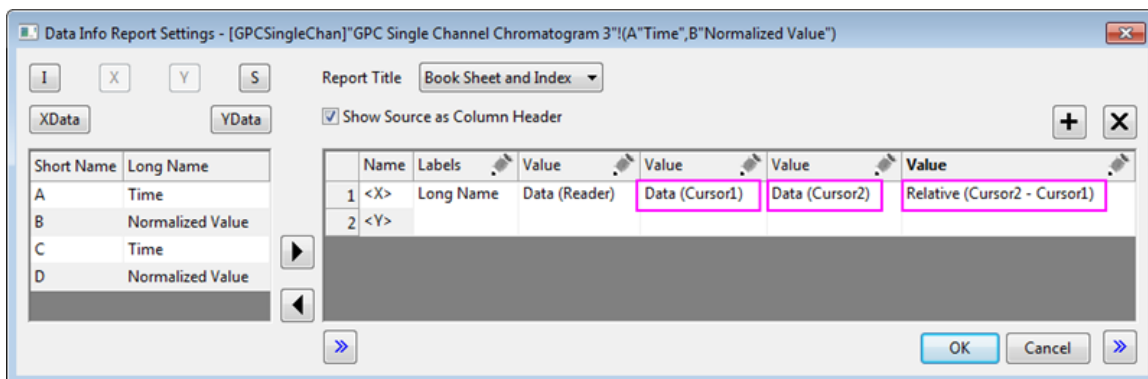 Data Info Report Settings - [GPCSingleChan]"GPC Single Channel Chromatogram 3"!(A"Time",B"Normalized Value")
I X Y S Report Title Book Sheet and Index
XData YData Show Source as Column Header
Short Name Long Name
A Time
B Normalized Value
C Time
D Normalized Value
Name Labels Value Value Value Value
1 <X> Long Name Data (Reader) Data (Cursor1) Data (Cursor2) Relative (Cursor2 - Cursor1)
2 <Y>
OK Cancel